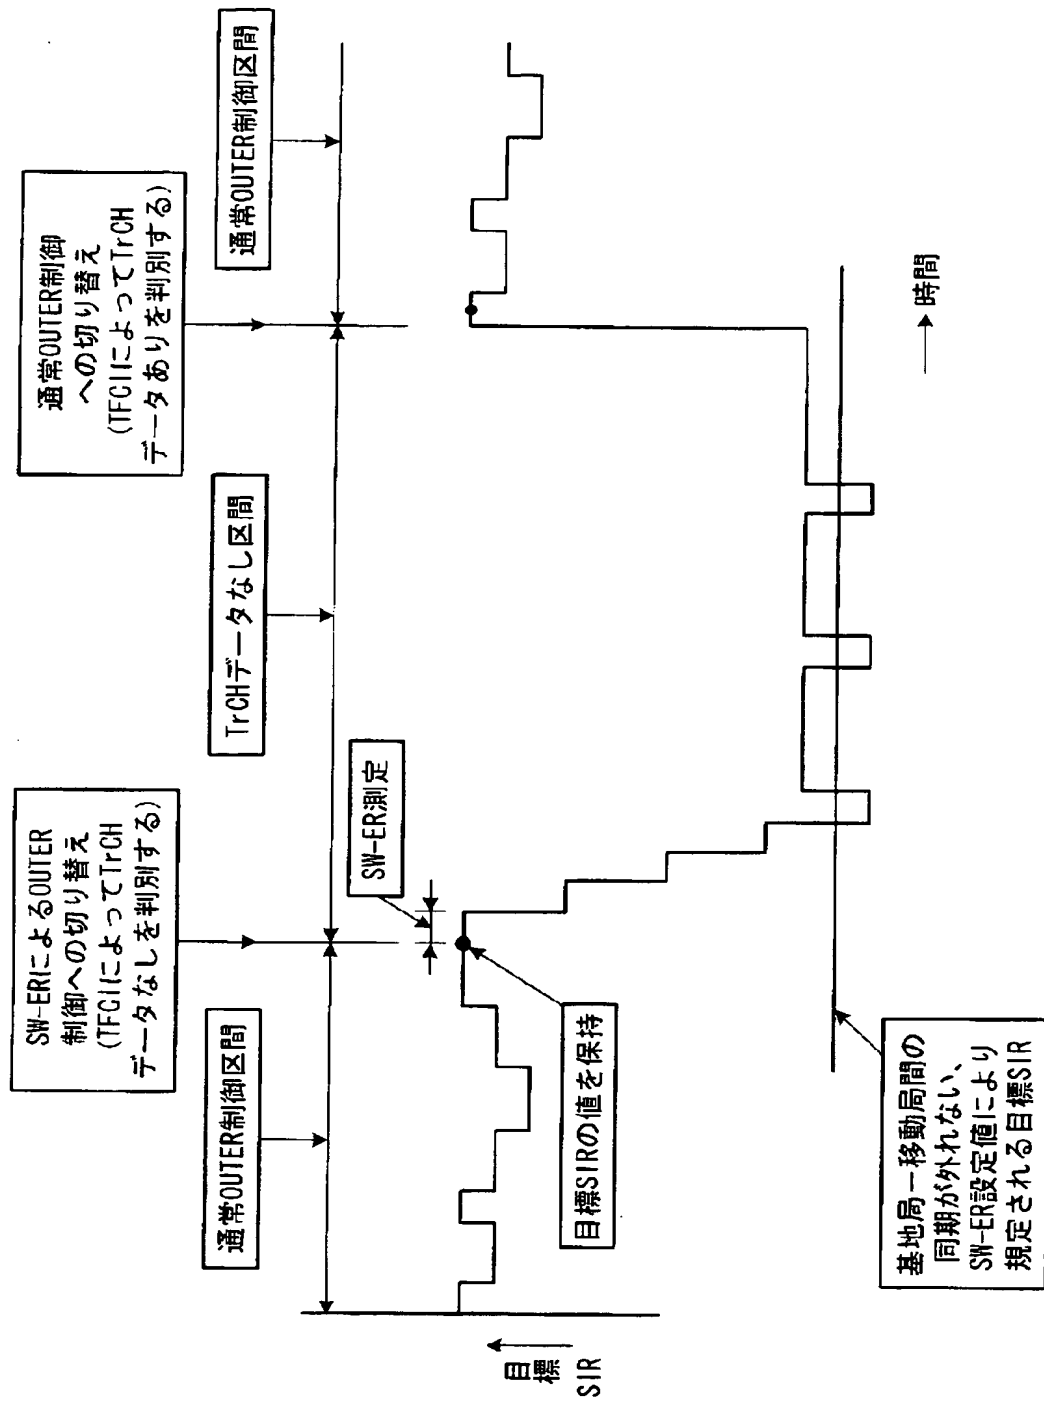 SW-ERによるOUTER
制御への切り替え
(TFCIによってTrCH
データなしを判別する)
通常OUTER制御
への切り替え
(TFCIによってTrCH
データありを判別する)
通常OUTER制御区間
TrCHデータなし区間
通常OUTER制御区間
SW-ER測定
目標
SIR
目標SIRの値を保持
時間
基地局ー移動局間の
同期が外れない、
SW-ER設定値により
規定される目標SIR